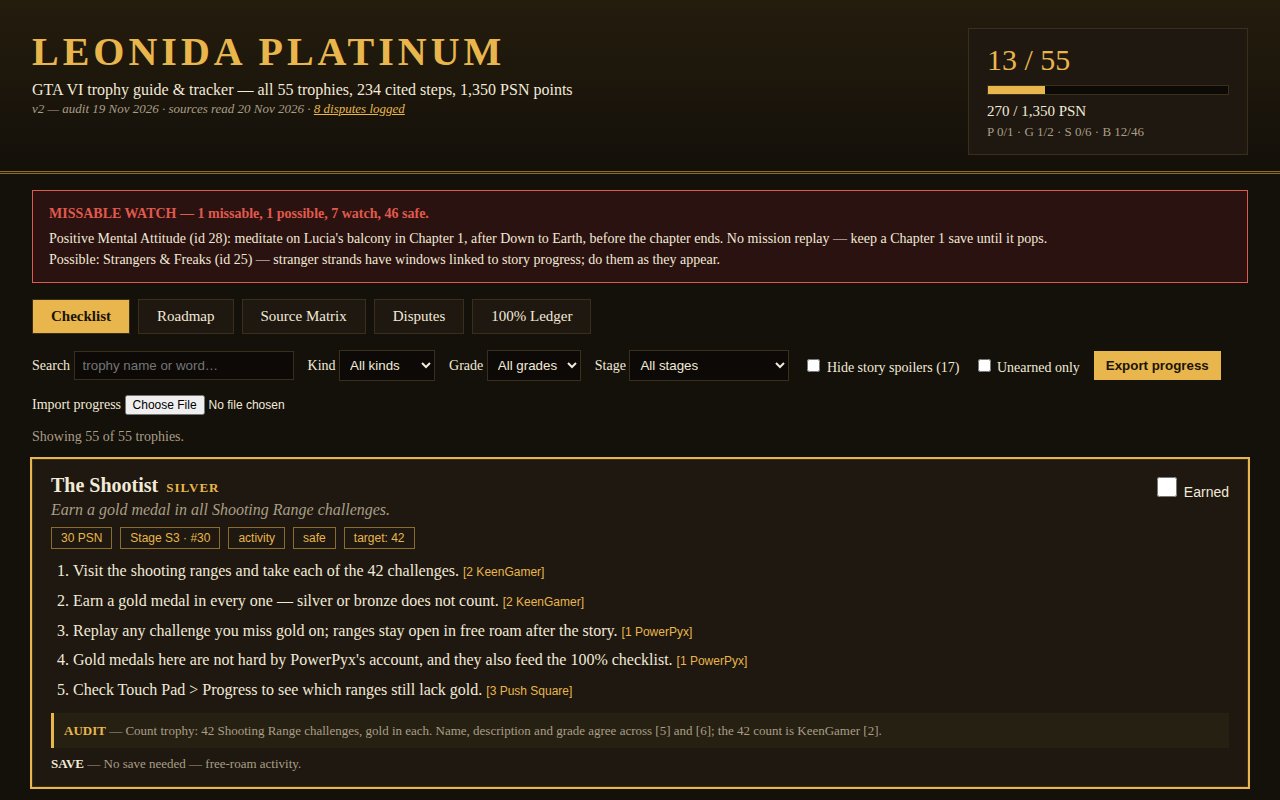 LEONIDA PLATINUM
GTA VI trophy guide & tracker — all 55 trophies, 234 cited steps, 1,350 PSN points
v2 — audit 19 Nov 2026 · sources read 20 Nov 2026 · 8 disputes logged
13 / 55
270 / 1,350 PSN
P 0/1 · G 1/2 · S 0/6 · B 12/46
MISSABLE WATCH — 1 missable, 1 possible, 7 watch, 46 safe.
Positive Mental Attitude (id 28): meditate on Lucia's balcony in Chapter 1, after Down to Earth, before the chapter ends. No mission replay — keep a Chapter 1 save until it pops.
Possible: Strangers & Freaks (id 25) — stranger strands have windows linked to story progress; do them as they appear.
Checklist Roadmap Source Matrix Disputes 100% Ledger
Search trophy name or word… Kind All kinds Grade All grades Stage All stages Hide story spoilers (17) Unearned only Export progress
Import progress Choose File No file chosen
Showing 55 of 55 trophies.
The Shootist SILVER Earned
Earn a gold medal in all Shooting Range challenges.
30 PSN Stage S3 · #30 activity safe target: 42
1. Visit the shooting ranges and take each of the 42 challenges. [2 KeenGamer]
2. Earn a gold medal in every one — silver or bronze does not count. [2 KeenGamer]
3. Replay any challenge you miss gold on; ranges stay open in free roam after the story. [1 PowerPyx]
4. Gold medals here are not hard by PowerPyx's account, and they also feed the 100% checklist. [1 PowerPyx]
5. Check Touch Pad > Progress to see which ranges still lack gold. [3 Push Square]
AUDIT — Count trophy: 42 Shooting Range challenges, gold in each. Name, description and grade agree across [5] and [6]; the 42 count is KeenGamer [2].
SAVE — No save needed — free-roam activity.